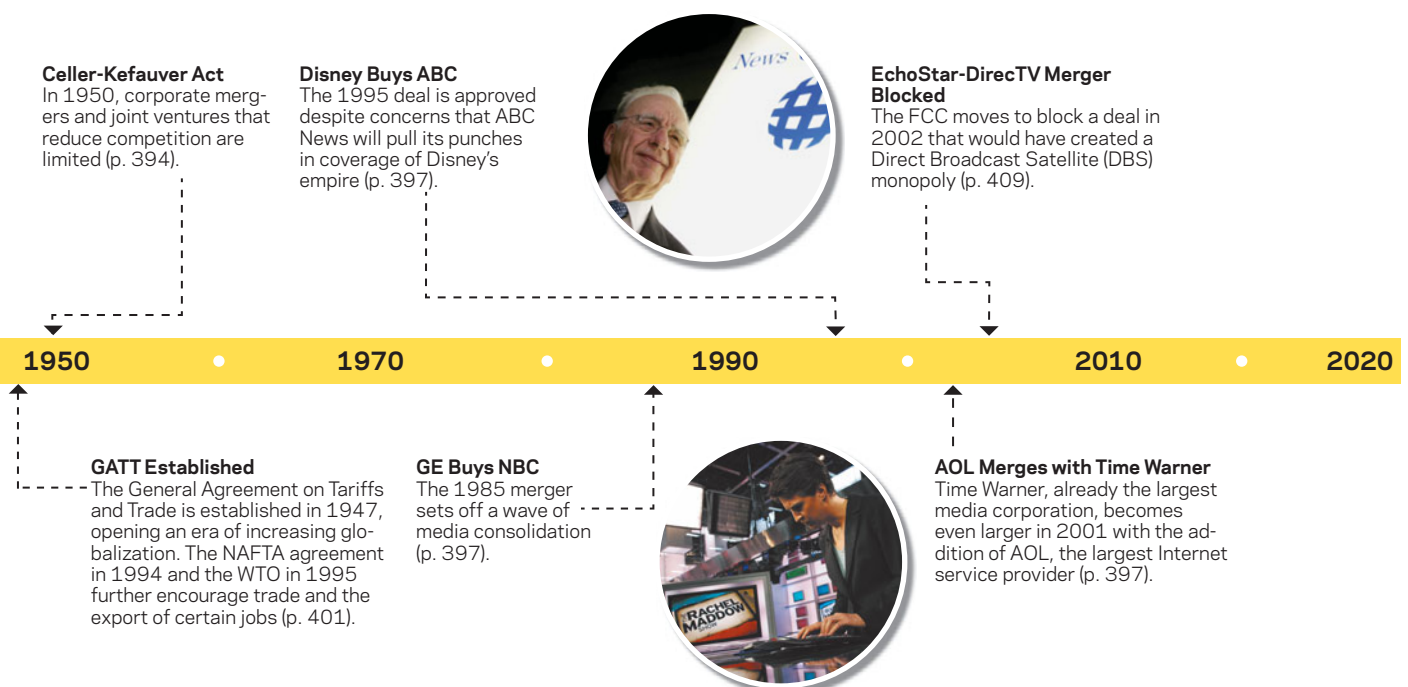 Celler-Kefauver Act
In 1950, corporate merg-
ers and joint ventures that
reduce competition are
limited (p. 394).
Disney Buys ABC
The 1995 deal is approved
despite concerns that ABC
News will pull its punches
in coverage of Disney’s
empire (p. 397).
News
EchoStar-DirecTV Merger
Blocked
The FCC moves to block a deal in
2002 that would have created a
Direct Broadcast Satellite (DBS)
monopoly (p. 409).
1950 1970 1990 2010 2020
GATT Established
The General Agreement on Tariffs
and Trade is established in 1947,
opening an era of increasing glo-
balization. The NAFTA agreement
in 1994 and the WTO in 1995
further encourage trade and the
export of certain jobs (p. 401).
GE Buys NBC
The 1985 merger
sets off a wave of
media consolidation
(p. 397).
RACHEL
MADDOW
SHOW
AOL Merges with Time Warner
Time Warner, already the largest
media corporation, becomes
even larger in 2001 with the ad-
dition of AOL, the largest Internet
service provider (p. 397).